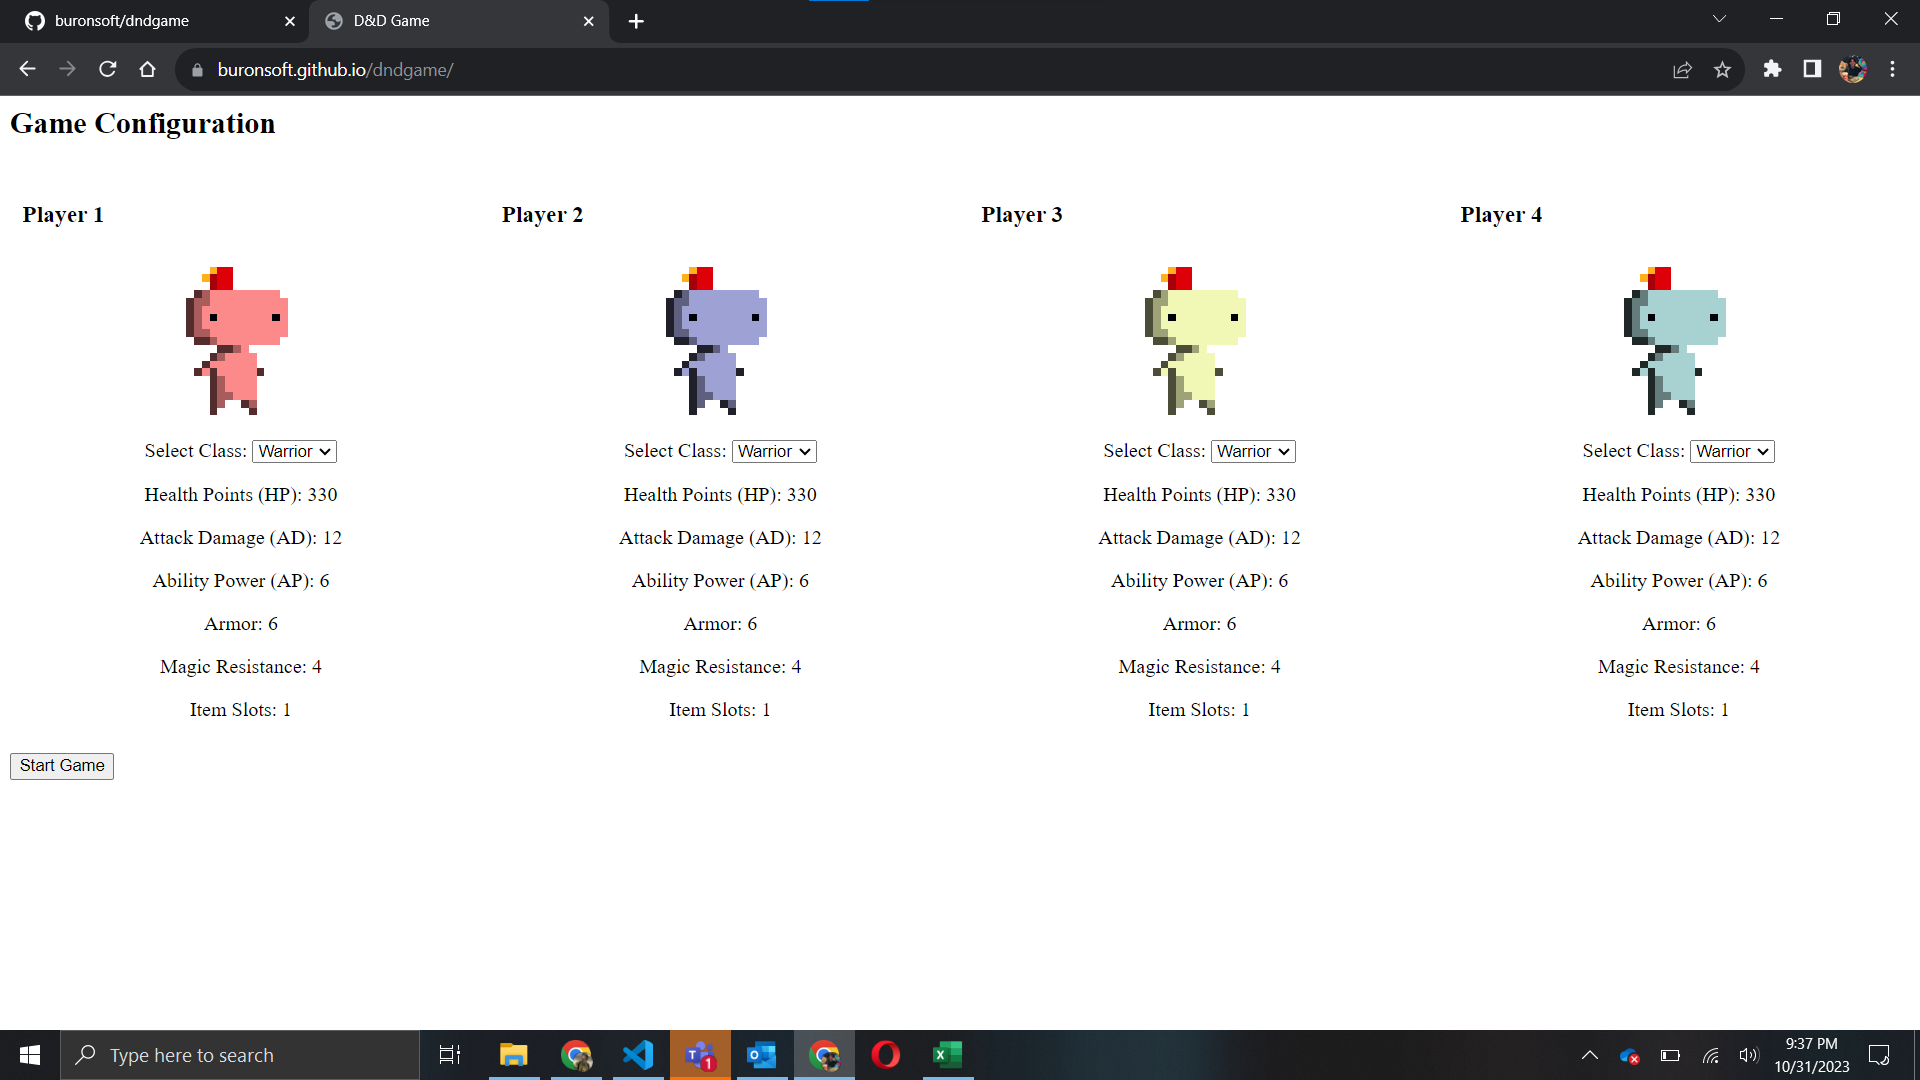 buronsoft/dndgame
D&D Game
buronsoft.github.io/dndgame/
Game Configuration
Player 1
Player 2
Player 3
Player 4
Select Class: Warrior
Select Class: Warrior
Select Class: Warrior
Select Class: Warrior
Health Points (HP): 330
Health Points (HP): 330
Health Points (HP): 330
Health Points (HP): 330
Attack Damage (AD): 12
Attack Damage (AD): 12
Attack Damage (AD): 12
Attack Damage (AD): 12
Ability Power (AP): 6
Ability Power (AP): 6
Ability Power (AP): 6
Ability Power (AP): 6
Armor: 6
Armor: 6
Armor: 6
Armor: 6
Magic Resistance: 4
Magic Resistance: 4
Magic Resistance: 4
Magic Resistance: 4
Item Slots: 1
Item Slots: 1
Item Slots: 1
Item Slots: 1
Start Game
Type here to search
T
1
o
x
9:37 PM
10/31/2023